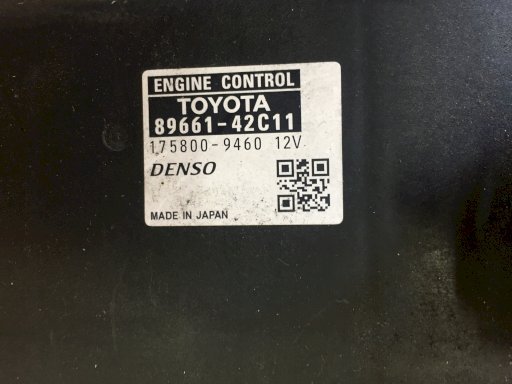 ENGINE CONTROL
TOYOTA
89661-42C11
175800-9460 12V
DENSO
MADE IN JAPAN